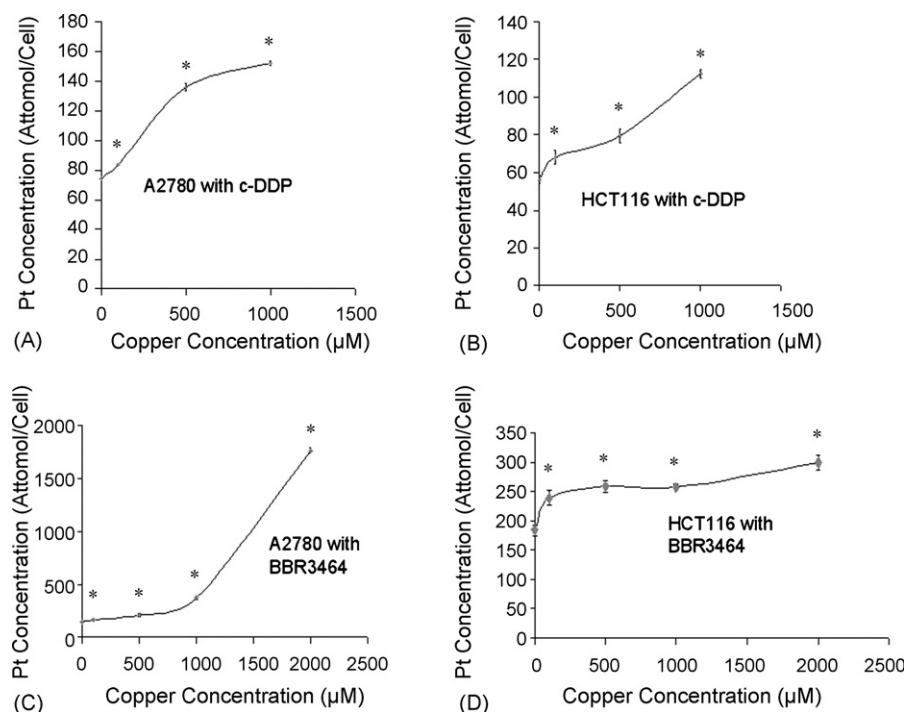 Pt Concentration (Attomol/Cell)
180
160
140
120
100
80
60
40
20
0
*
*
*
A2780 with c-DDP
0 500 1000 1500
(A) Copper Concentration (µM)
Pt Concentration (Attomol/Cell)
140
120
100
80
60
40
20
0
*
*
*
HCT116 with c-DDP
0 500 1000 1500
(B) Copper Concentration (µM)
Pt Concentration (Attomol/Cell)
2000
1500
1000
500
0
*
*
*
*
A2780 with
BBR3464
0 500 1000 1500 2000 2500
(C) Copper Concentration (µM)
Pt Concentration (Attomol/Cell)
350
300
250
200
150
100
50
0
*
*
*
*
HCT116 with
BBR3464
0 500 1000 1500 2000 2500
(D) Copper Concentration (µM)